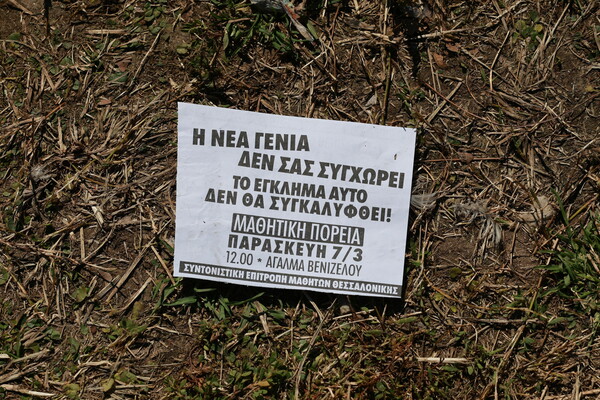 Η ΝΕΑ ΓΕΝΙΑ
ΔΕΝ ΣΑΣ ΣΥΓΧΩΡΕΙ
ΤΟ ΕΓΚΛΗΜΑ ΑΥΤΟ
ΔΕΝ ΘΑ ΣΥΓΚΑΛΥΦΘΕΙ!
ΜΑΘΗΤΙΚΗ ΠΟΡΕΙΑ
ΠΑΡΑΣΚΕΥΗ 7/3
12.00 • ΑΓΑΛΜΑ ΒΕΝΙΖΕΛΟΥ
ΣΥΝΤΟΝΙΣΤΙΚΗ ΕΠΙΤΡΟΠΗ ΜΑΘΗΤΩΝ ΘΕΣΣΑΛΟΝΙΚΗΣ